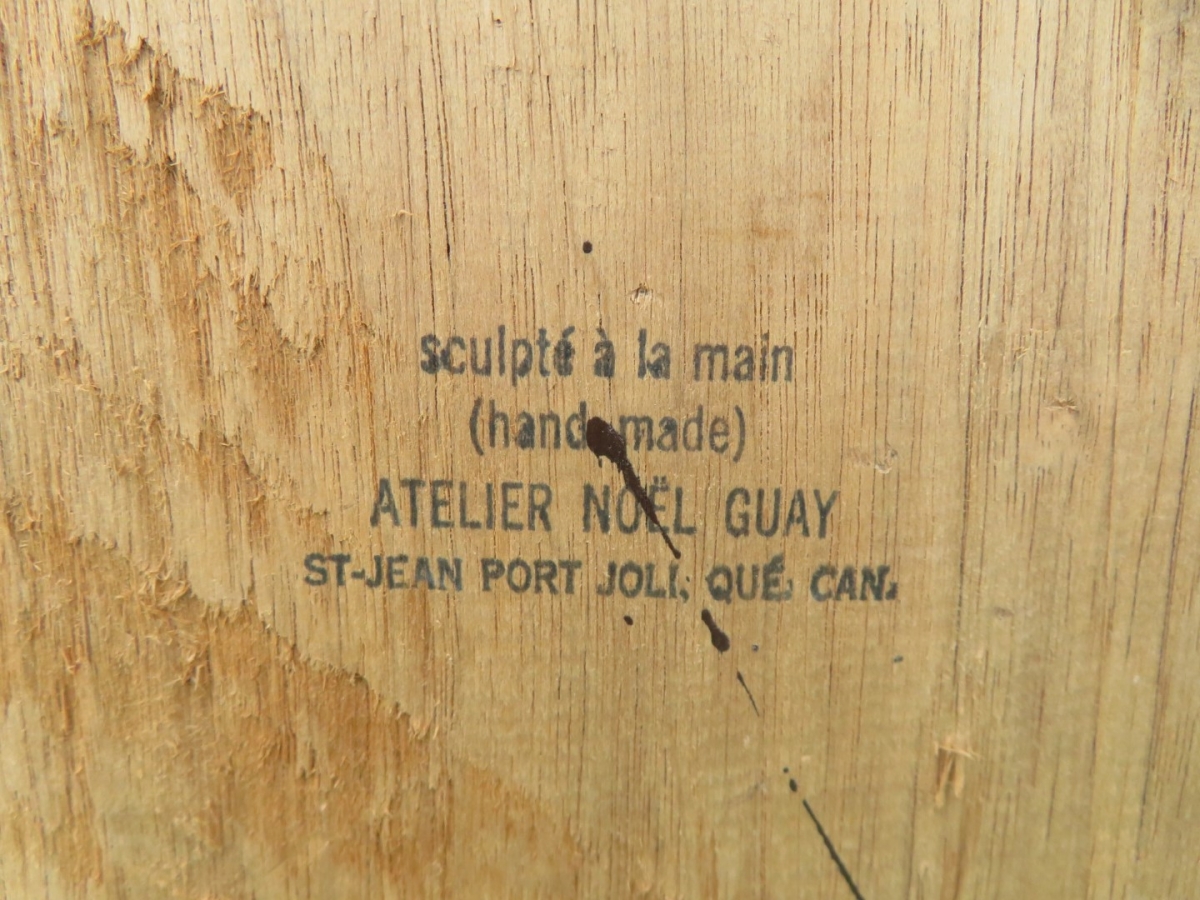 sculpté à la main
(hand-made)
ATELIER NOËL GUAY
ST-JEAN PORT JOLI, QUÉ. CAN.